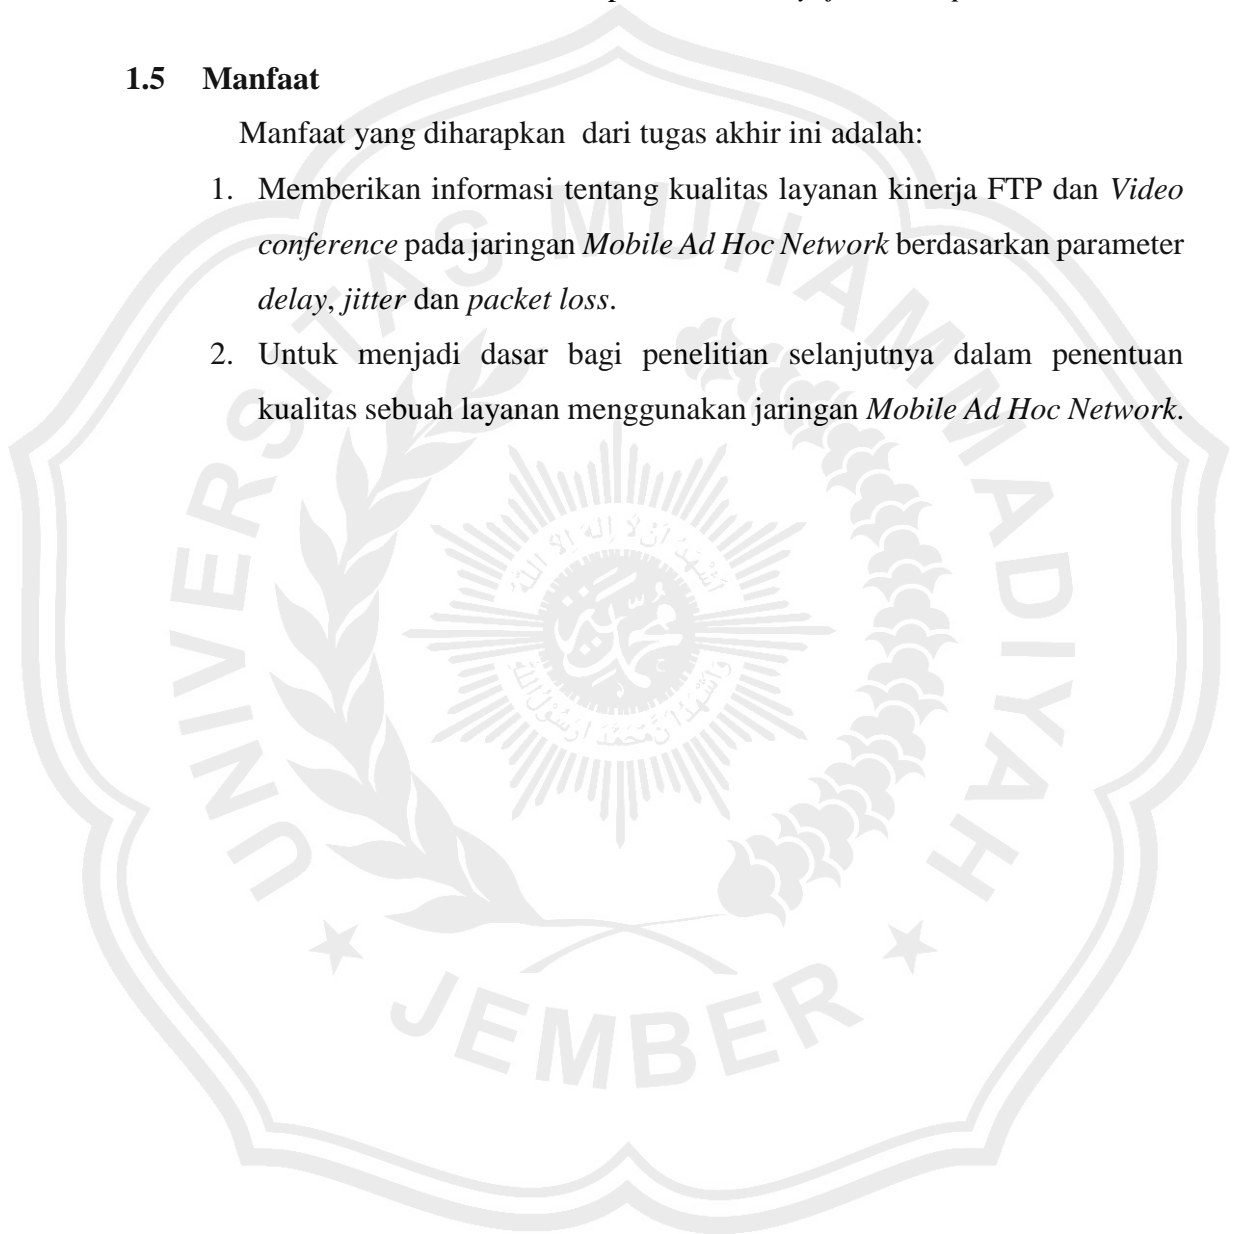 1.5 Manfaat
Manfaat yang diharapkan dari tugas akhir ini adalah:
1. Memberikan informasi tentang kualitas layanan kinerja FTP dan Video
conference pada jaringan Mobile Ad Hoc Network berdasarkan parameter
delay, jitter dan packet loss.
2. Untuk menjadi dasar bagi penelitian selanjutnya dalam penentuan
kualitas sebuah layanan menggunakan jaringan Mobile Ad Hoc Network.
UNIVERSITAS MUHAMMADIYAH
JEMBER